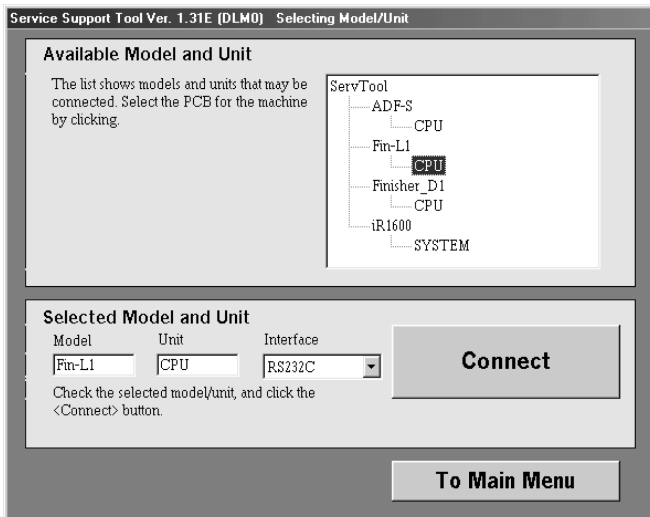 Service Support Tool Ver. 1.31E (DLM0) Selecting Model/Unit
Available Model and Unit
The list shows models and units that may be
connected. Select the PCB for the machine
by clicking.
ServTool
ADF-S
CPU
Fin-L1
CPU
Finisher_D1
CPU
iR1600
SYSTEM
Selected Model and Unit
Model Unit Interface
Fin-L1 CPU RS232C
Check the selected model/unit, and click the
<Connect> button.
Connect
To Main Menu